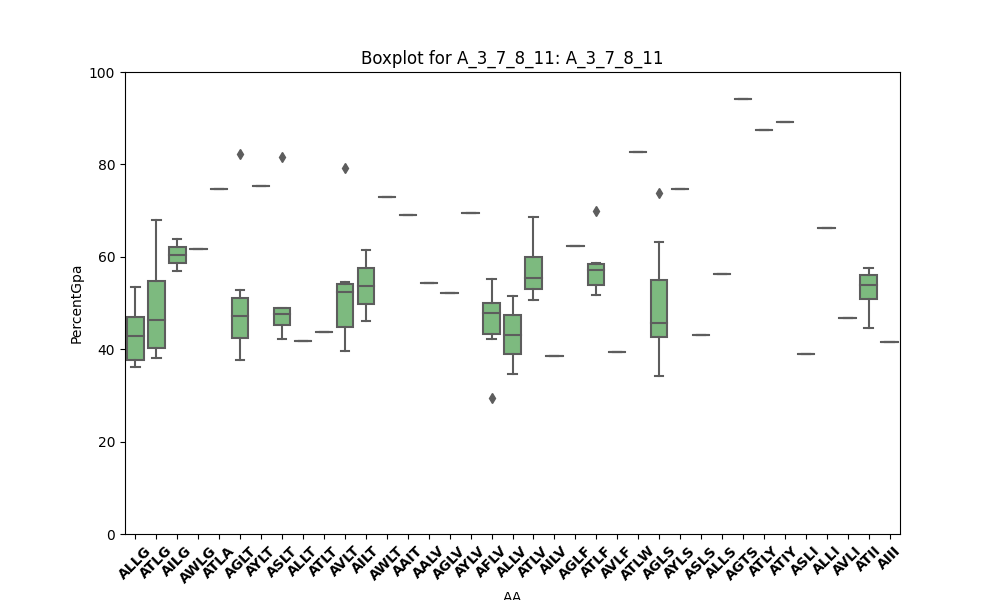 Boxplot for A_3_7_8_11: A_3_7_8_11
PercentGpa
100
80
60
40
20
0
ALLG ATLG AILG AWLG ATLA AGLT AYLT ASLT ALLT ATLT AVLT AILT AWLT AAIT AALV AGLV AYLV AFLV ALLV ATLV AILV AGLF ATLF AVLF ATLW AGLS AYLS ASLS ALLS AGTS ATLY ATIY ASLI ALLI AVLI ATII AIII
AA